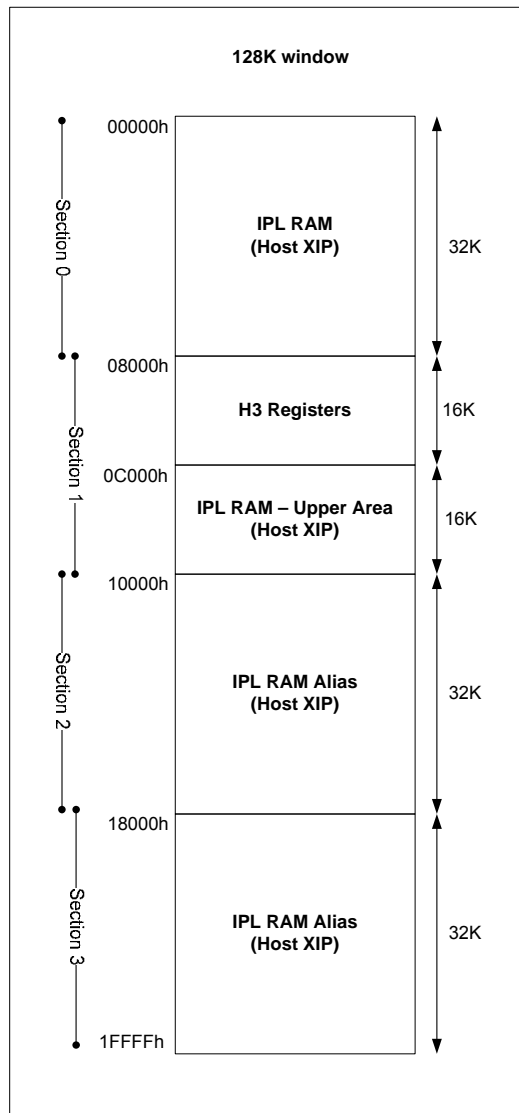 128K window
00000h
Section 0
IPL RAM
(Host XIP)
32K
08000h
Section 1
H3 Registers
16K
0C000h
IPL RAM – Upper Area
(Host XIP)
16K
10000h
Section 2
IPL RAM Alias
(Host XIP)
32K
18000h
Section 3
IPL RAM Alias
(Host XIP)
32K
1FFFFh